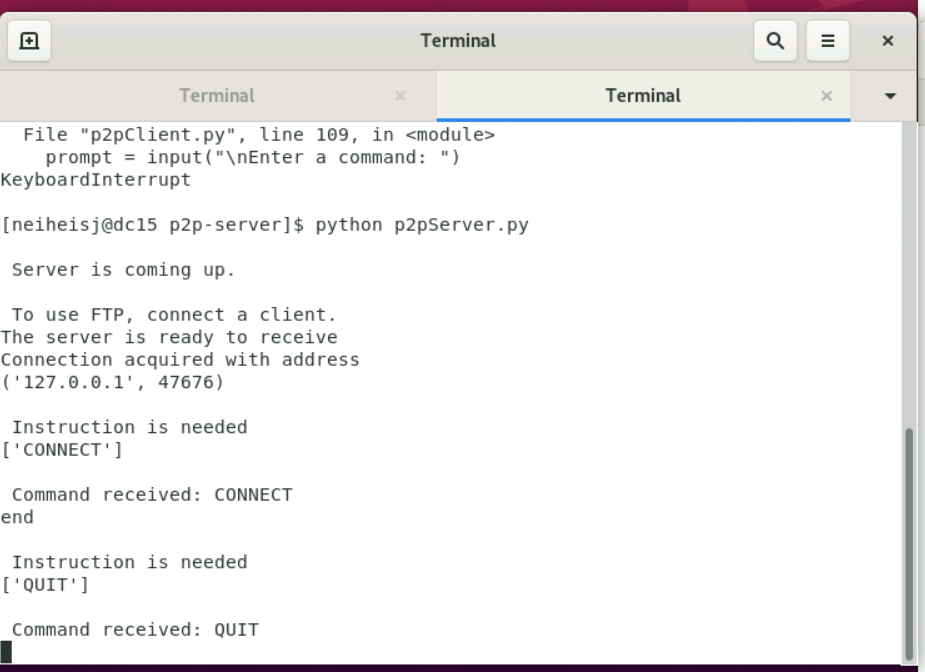 Terminal
Terminal
Terminal
File "p2pClient.py", line 109, in <module>
prompt = input("\nEnter a command: ")
KeyboardInterrupt
[neiheisj@dc15 p2p-server]$ python p2pServer.py
Server is coming up.
To use FTP, connect a client.
The server is ready to receive
Connection acquired with address
('127.0.0.1', 47676)
Instruction is needed
['CONNECT']
Command received: CONNECT
end
Instruction is needed
['QUIT']
Command received: QUIT